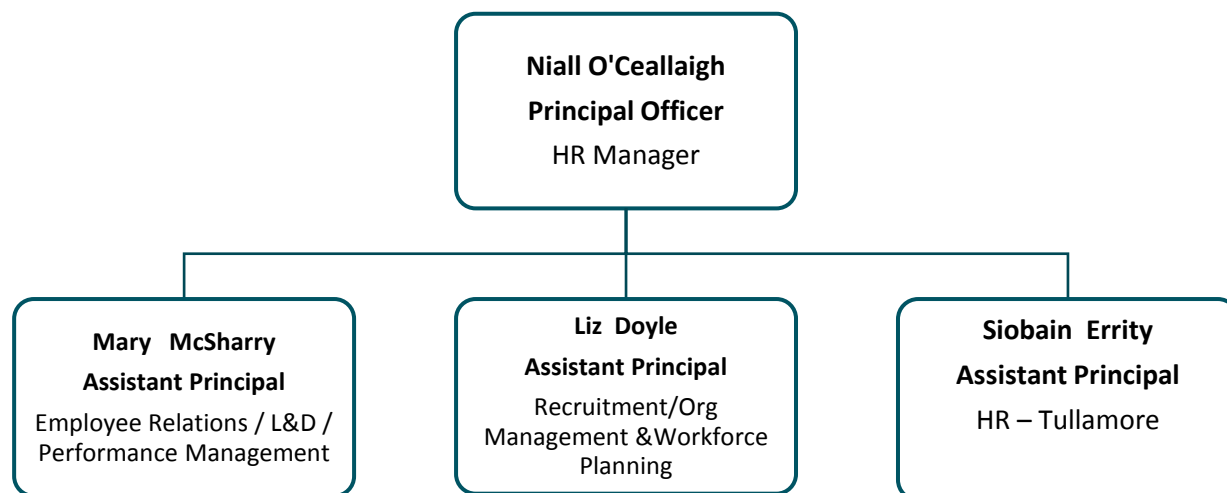 Niall O'Ceallaigh
Principal Officer
HR Manager
Mary McSharry
Assistant Principal
Employee Relations / L&D /
Performance Management
Liz Doyle
Assistant Principal
Recruitment/Org
Management &Workforce
Planning
Siobain Errity
Assistant Principal
HR – Tullamore